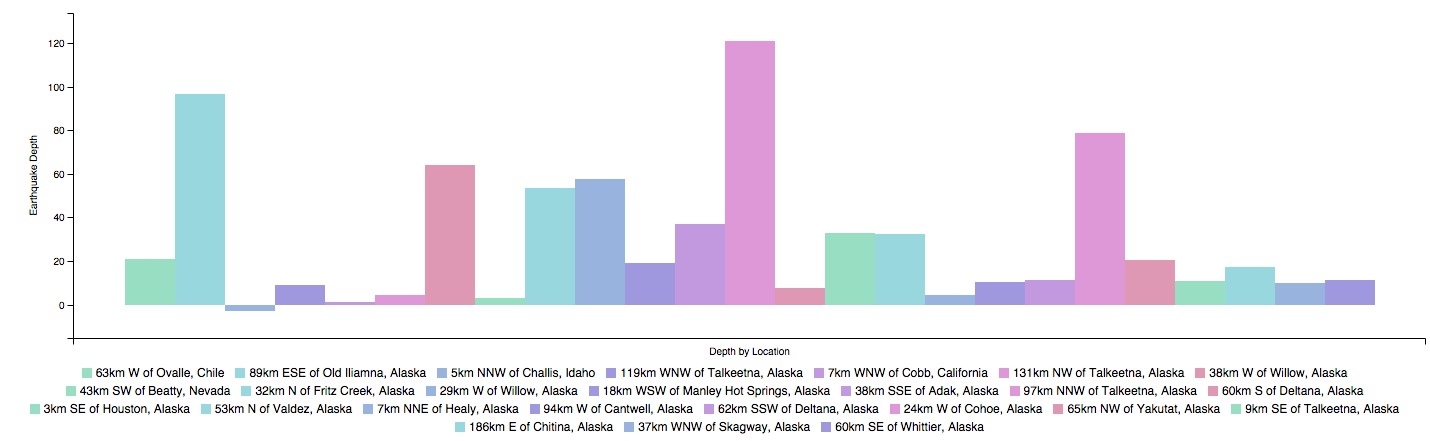 120
100
80
60
40
20
0
Earthquake Depth
Depth by Location
63km W of Ovalle, Chile 89km ESE of Old Iliamna, Alaska 5km NNW of Challis, Idaho 119km WNW of Talkeetna, Alaska 7km WNW of Cobb, California 131km NW of Talkeetna, Alaska 38km W of Willow, Alaska
43km SW of Beatty, Nevada 32km N of Fritz Creek, Alaska 29km W of Willow, Alaska 18km WSW of Manley Hot Springs, Alaska 38km SSE of Adak, Alaska 97km NNW of Talkeetna, Alaska 60km S of Deltana, Alaska
3km SE of Houston, Alaska 53km N of Valdez, Alaska 7km NNE of Healy, Alaska 94km W of Cantwell, Alaska 62km SSW of Deltana, Alaska 24km W of Cohoe, Alaska 65km NW of Yakutat, Alaska 9km SE of Talkeetna, Alaska
186km E of Chitina, Alaska 37km WNW of Skagway, Alaska 60km SE of Whittier, Alaska